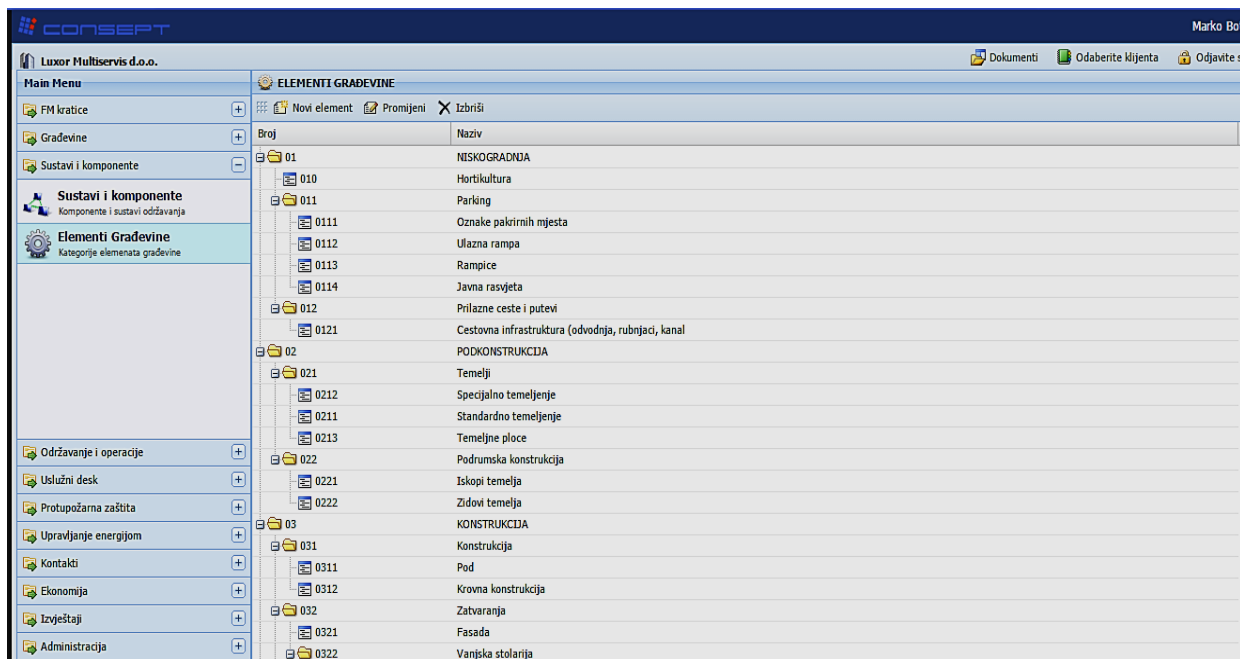 CONSEPT
Marko Bo
Luxor Multiservis d.o.o.
Dokumenti Odaberite klijenta Odjavite s
Main Menu
FM kratice
Građevine
Sustavi i komponente
Sustavi i komponente
Komponente i sustavi održavanja
Elementi Građevine
Kategorije elemenata građevine
Održavanje i operacije
Uslužni desk
Protupožarna zaštita
Upravljanje energijom
Kontakti
Ekonomija
Izvještaji
Administracija
ELEMENTI GRAĐEVINE
Novi element Promijeni Izbriši
Broj Naziv
01 NISKOGRADNJA
010 Hortikultura
011 Parking
0111 Oznake pakrirnih mjesta
0112 Ulazna rampa
0113 Rampice
0114 Javna rasvjeta
012 Prilazne ceste i putevi
0121 Cestovna infrastruktura (odvodnja, rubnjaci, kanal
02 PODKONSTRUKCIJA
021 Temelji
0212 Specijalno temeljenje
0211 Standardno temeljenje
0213 Temeljne ploce
022 Podrumska konstrukcija
0221 Iskopi temelja
0222 Zidovi temelja
03 KONSTRUKCIJA
031 Konstrukcija
0311 Pod
0312 Krovna konstrukcija
032 Zatvaranja
0321 Fasada
0322 Vanjska stolarija